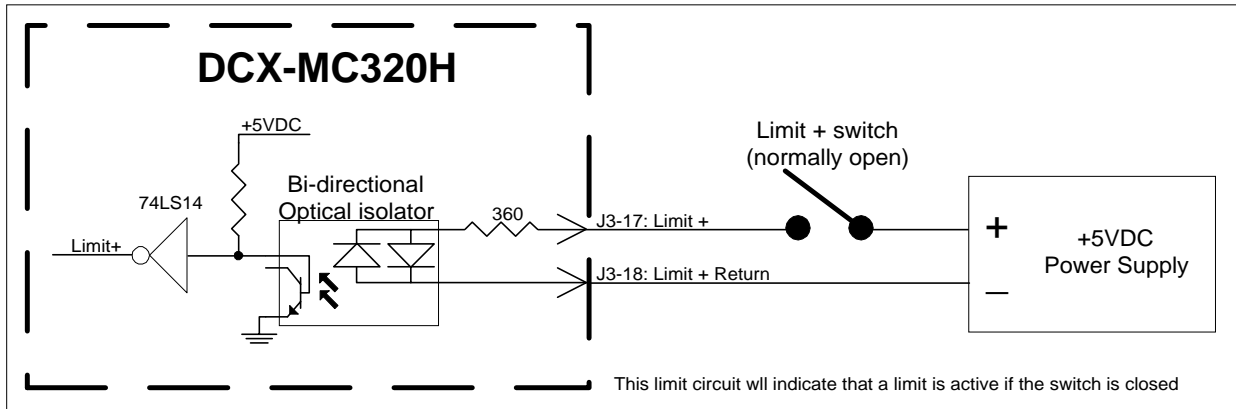 DCX-MC320H
+5VDC
74LS14
Bi-directional
Optical isolator
360
Limit+
Limit + switch
(normally open)
J3-17: Limit +
J3-18: Limit + Return
+
–
+5VDC
Power Supply
This limit circuit wll indicate that a limit is active if the switch is closed